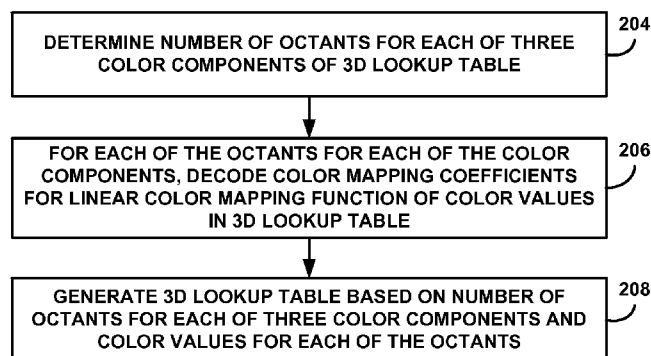 DETERMINE NUMBER OF OCTANTS FOR EACH OF THREE
COLOR COMPONENTS OF 3D LOOKUP TABLE
204
FOR EACH OF THE OCTANTS FOR EACH OF THE COLOR
COMPONENTS, DECODE COLOR MAPPING COEFFICIENTS
FOR LINEAR COLOR MAPPING FUNCTION OF COLOR VALUES
IN 3D LOOKUP TABLE
206
GENERATE 3D LOOKUP TABLE BASED ON NUMBER OF
OCTANTS FOR EACH OF THREE COLOR COMPONENTS AND
COLOR VALUES FOR EACH OF THE OCTANTS
208